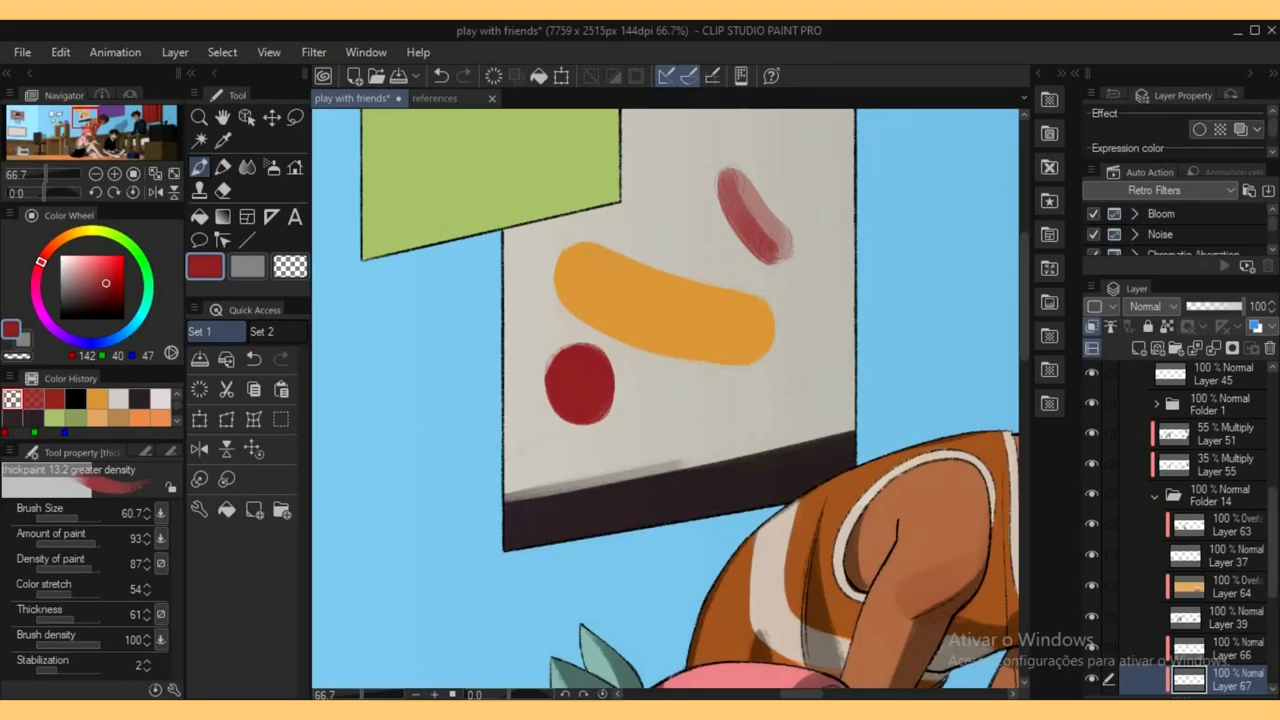 play with friends* (7759 x 2515px 144dpi 66.7%) - CLIP STUDIO PAINT PRO
File Edit Animation Layer Select View Filter Window Help
Navigator
Tool
play with friends*
references
Layer Property
Effect
Expression color
66.7
0.0
Auto Action
Retro Filters
Bloom
Noise
Color Wheel
Quick Access
Set 1
Set 2
Layer
Normal
100
142 40 47
Color History
100 % Normal
Layer 45
100 % Normal
Folder 1
55 % Multiply
Layer 51
35 % Multiply
Layer 55
100 % Normal
Folder 14
100 % Overl
Layer 63
100 % Normal
Layer 37
100 % Overl
Layer 64
100 % Normal
Layer 39
100 % Normal
Layer 66
100 % Normal
Layer 67
Tool property [thick
thickpaint 13.2 greater density
Brush Size 60.7
Amount of paint 93
Density of paint 87
Color stretch 54
Thickness 61
Brush density 100
Stabilization 2
Ativar o Windows
66.7
0.0